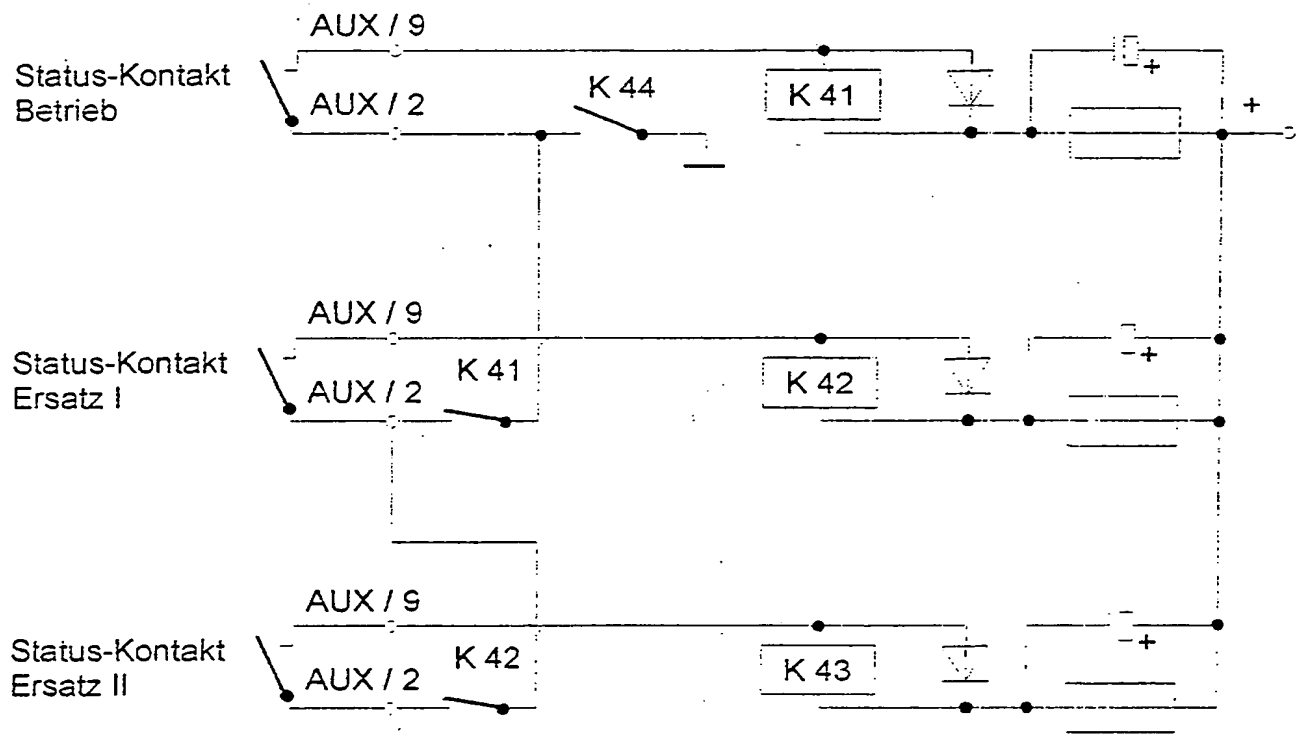 AUX / 9
Status-Kontakt
Betrieb
AUX / 2
K 44
K 41
- +
+
AUX / 9
Status-Kontakt
Ersatz I
AUX / 2
K 41
K 42
- +
AUX / 9
Status-Kontakt
Ersatz II
AUX / 2
K 42
K 43
- +